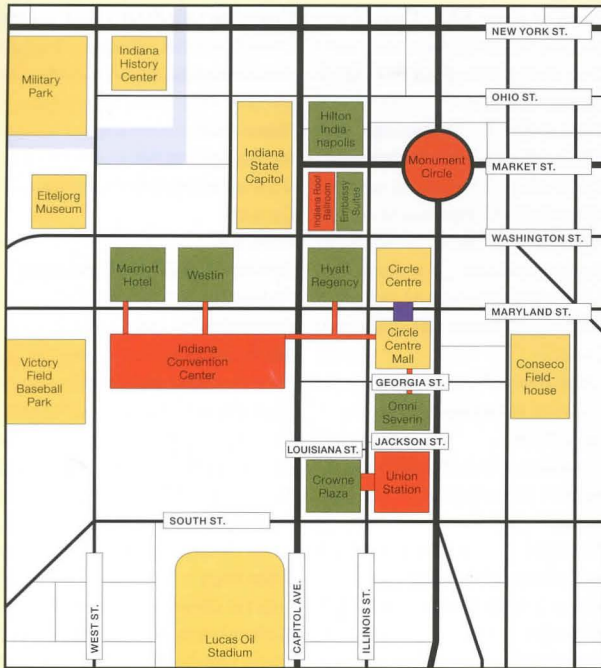 NEW YORK ST.
Military
Park
Indiana
History
Center
OHIO ST.
Indiana
State
Capitol
Hilton
India-
napolis
Monument
Circle
MARKET ST.
Eiteljorg
Museum
Indiana Roof
Ballroom
Embassy
Suites
WASHINGTON ST.
Marriott
Hotel
Westin
Hyatt
Regency
Circle
Centre
MARYLAND ST.
Victory
Field
Baseball
Park
Indiana
Convention
Center
Circle
Centre
Mall
Conseco
Field-
house
GEORGIA ST.
Omni
Severin
JACKSON ST.
LOUISIANA ST.
Crowne
Plaza
Union
Station
SOUTH ST.
WEST ST.
CAPITOL AVE.
ILLINOIS ST.
Lucas Oil
Stadium